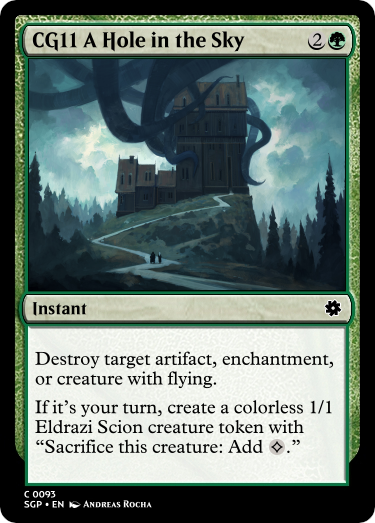 CG11 A Hole in the Sky 2
Instant
Destroy target artifact, enchantment,
or creature with flying.
If it's your turn, create a colorless 1/1
Eldrazi Scion creature token with
“Sacrifice this creature: Add .”
C 0093
SGP • EN Andreas Rocha